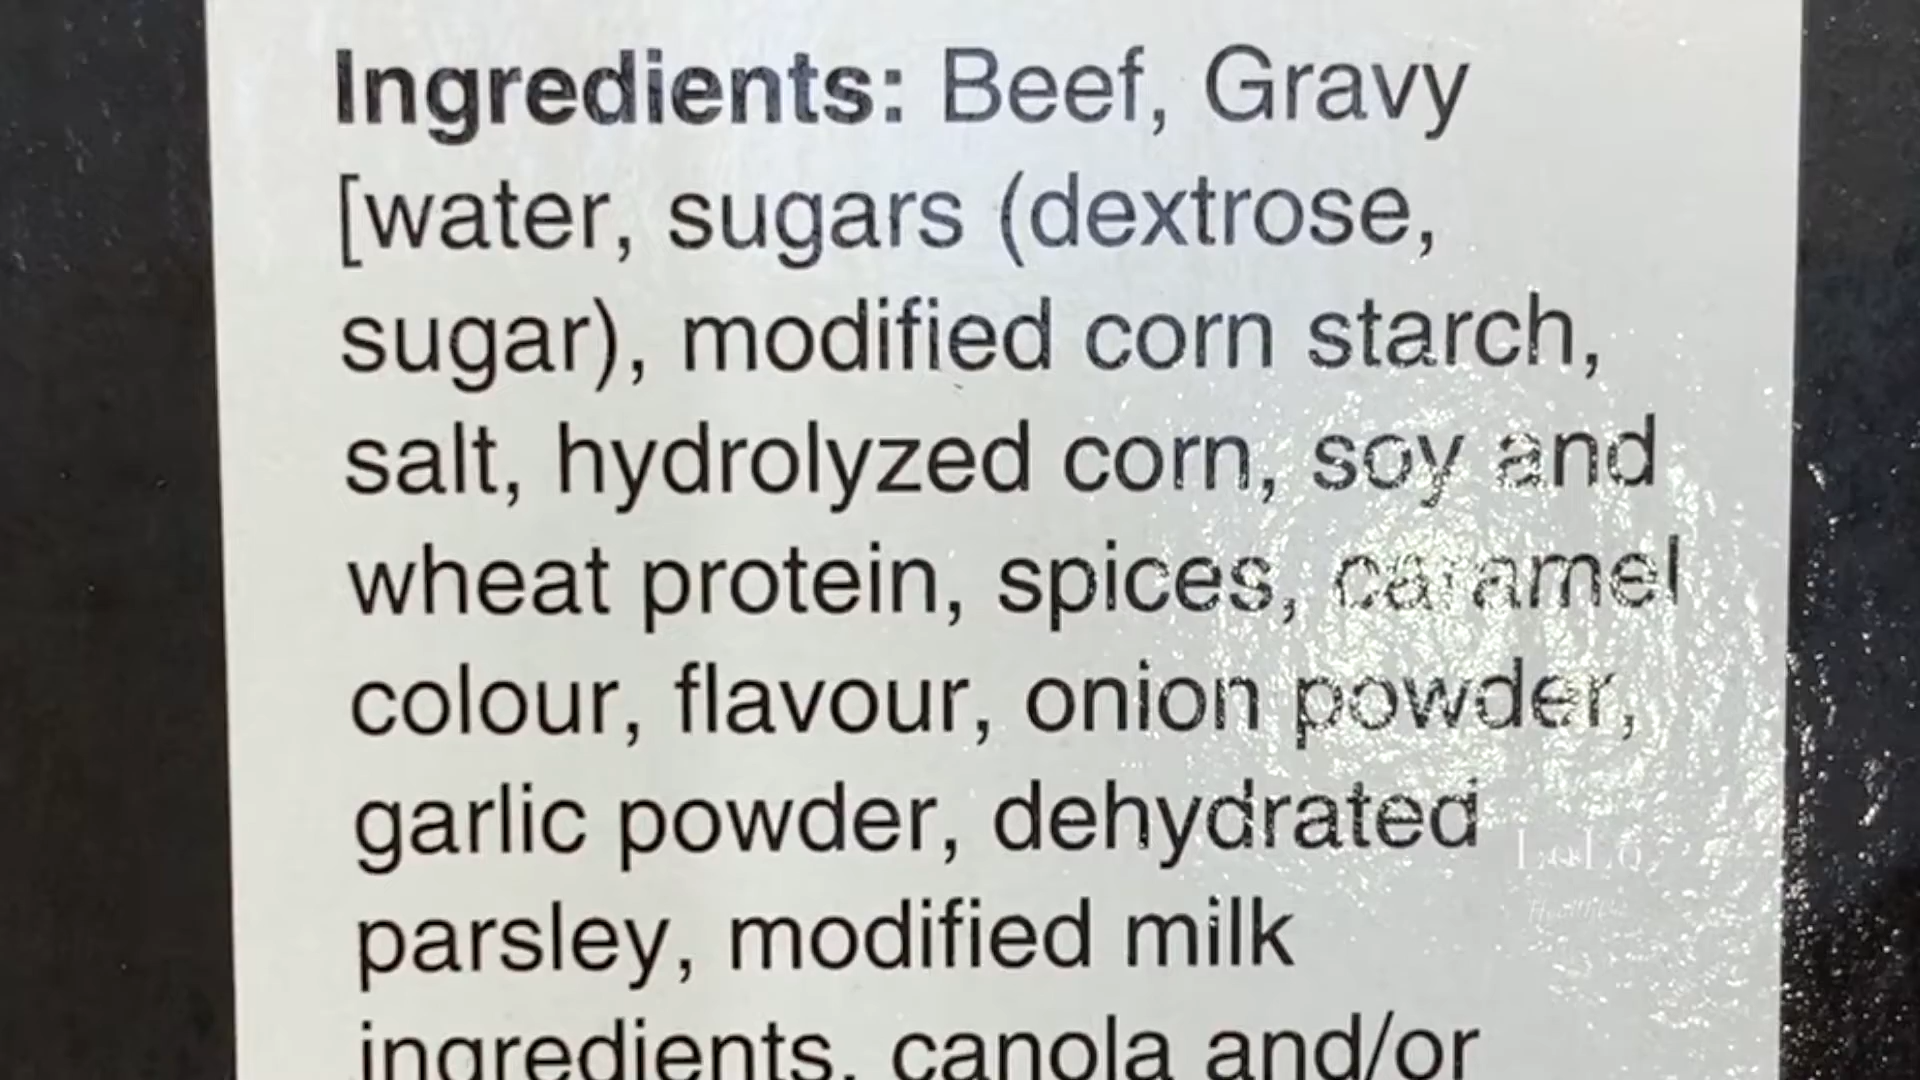 Ingredients: Beef, Gravy
[water, sugars (dextrose,
sugar), modified corn starch,
salt, hydrolyzed corn, soy and
wheat protein, spices, caramel
colour, flavour, onion powder,
garlic powder, dehydrated
LoLo
parsley, modified milk
ingredients, canola and/or